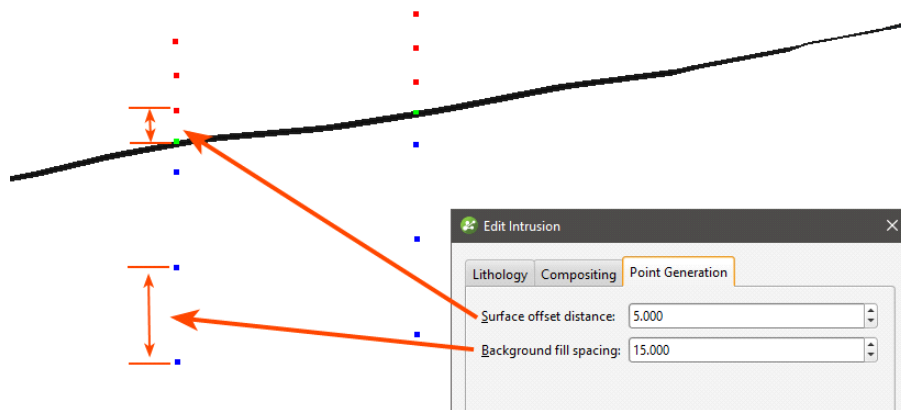 Edit Intrusion
Lithology Compositing Point Generation
Surface offset distance: 5.000
Background fill spacing: 15.000